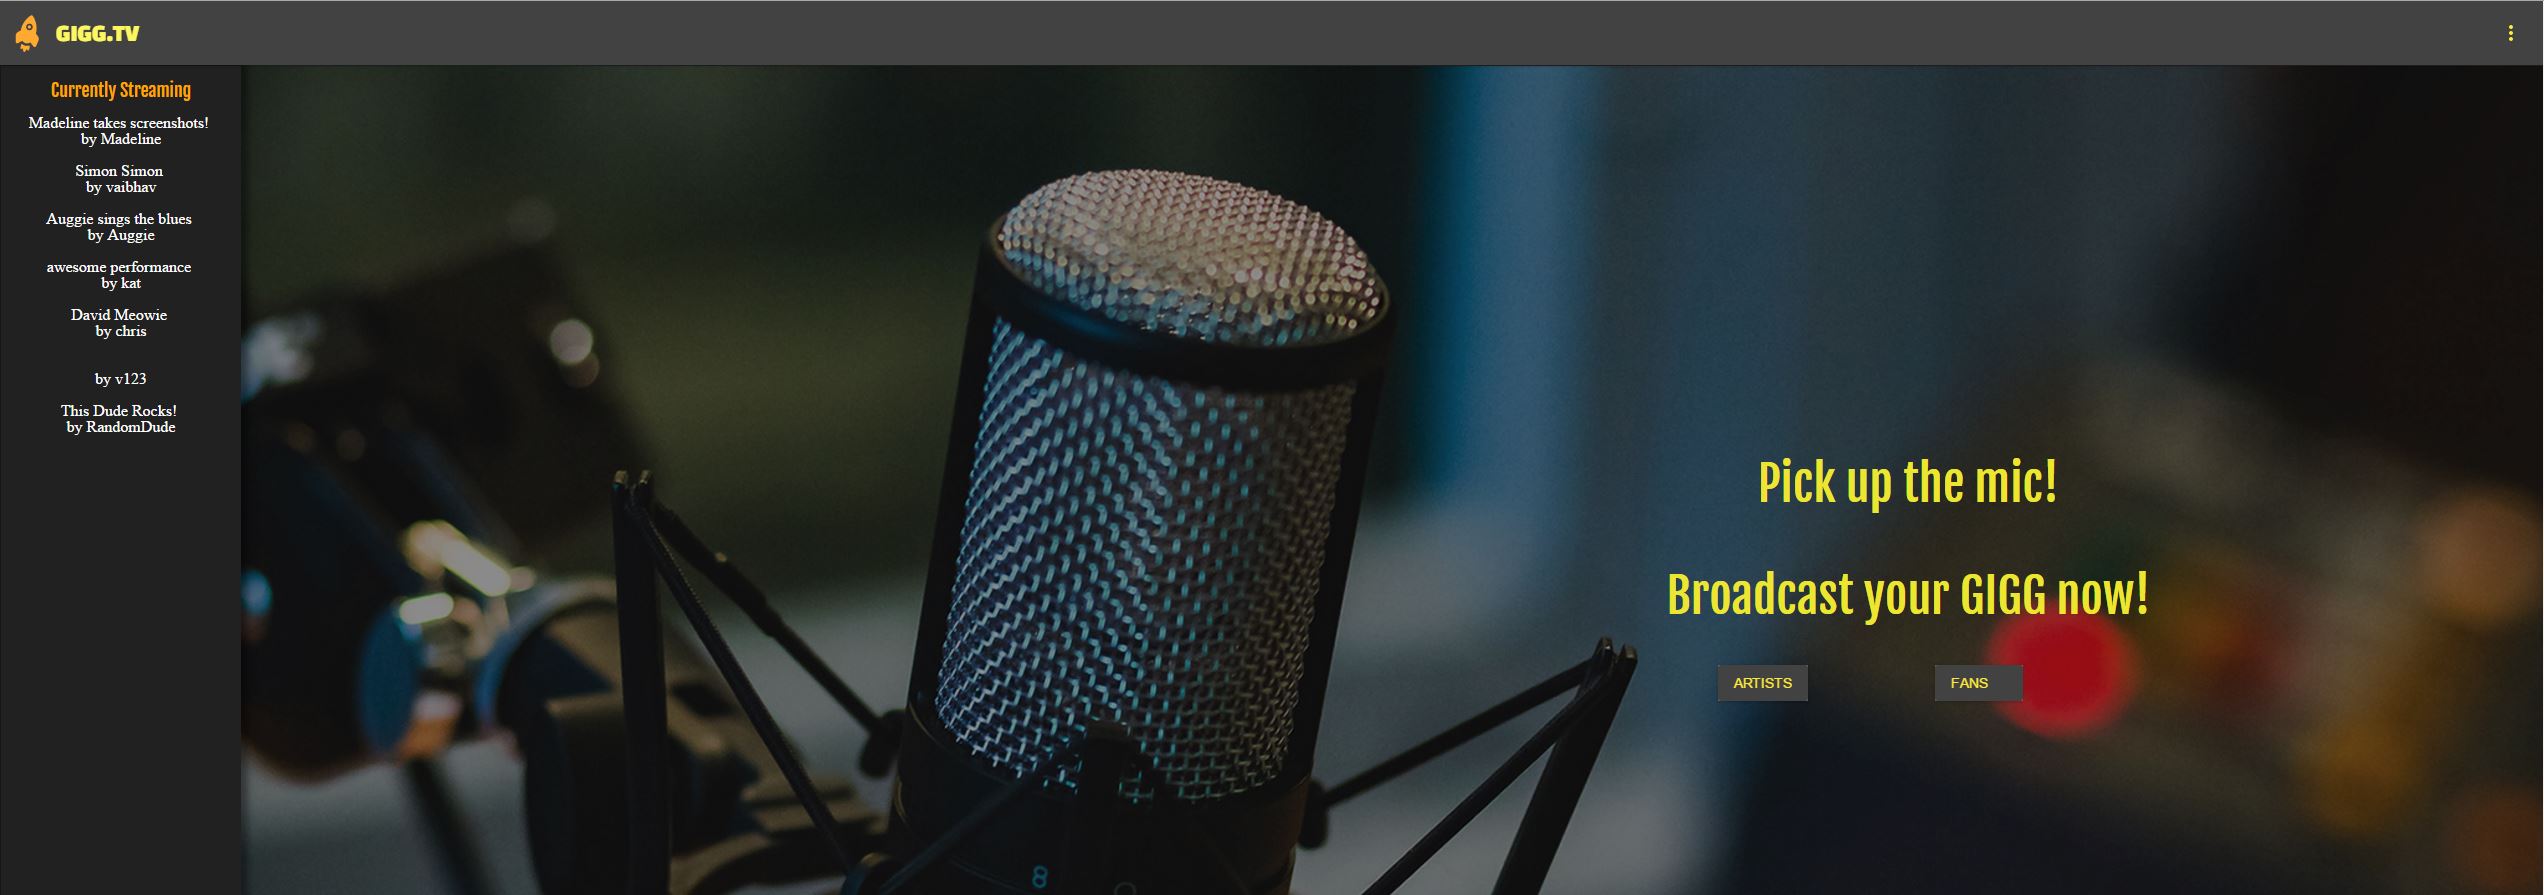 GIGG.TV
Currently Streaming
Madeline takes screenshots!
by Madeline
Simon Simon
by vaibhav
Auggie sings the blues
by Auggie
awesome performance
by kat
David Meowie
by chris
by v123
This Dude Rocks!
by RandomDude
Pick up the mic!
Broadcast your GIGG now!
ARTISTS
FANS
8